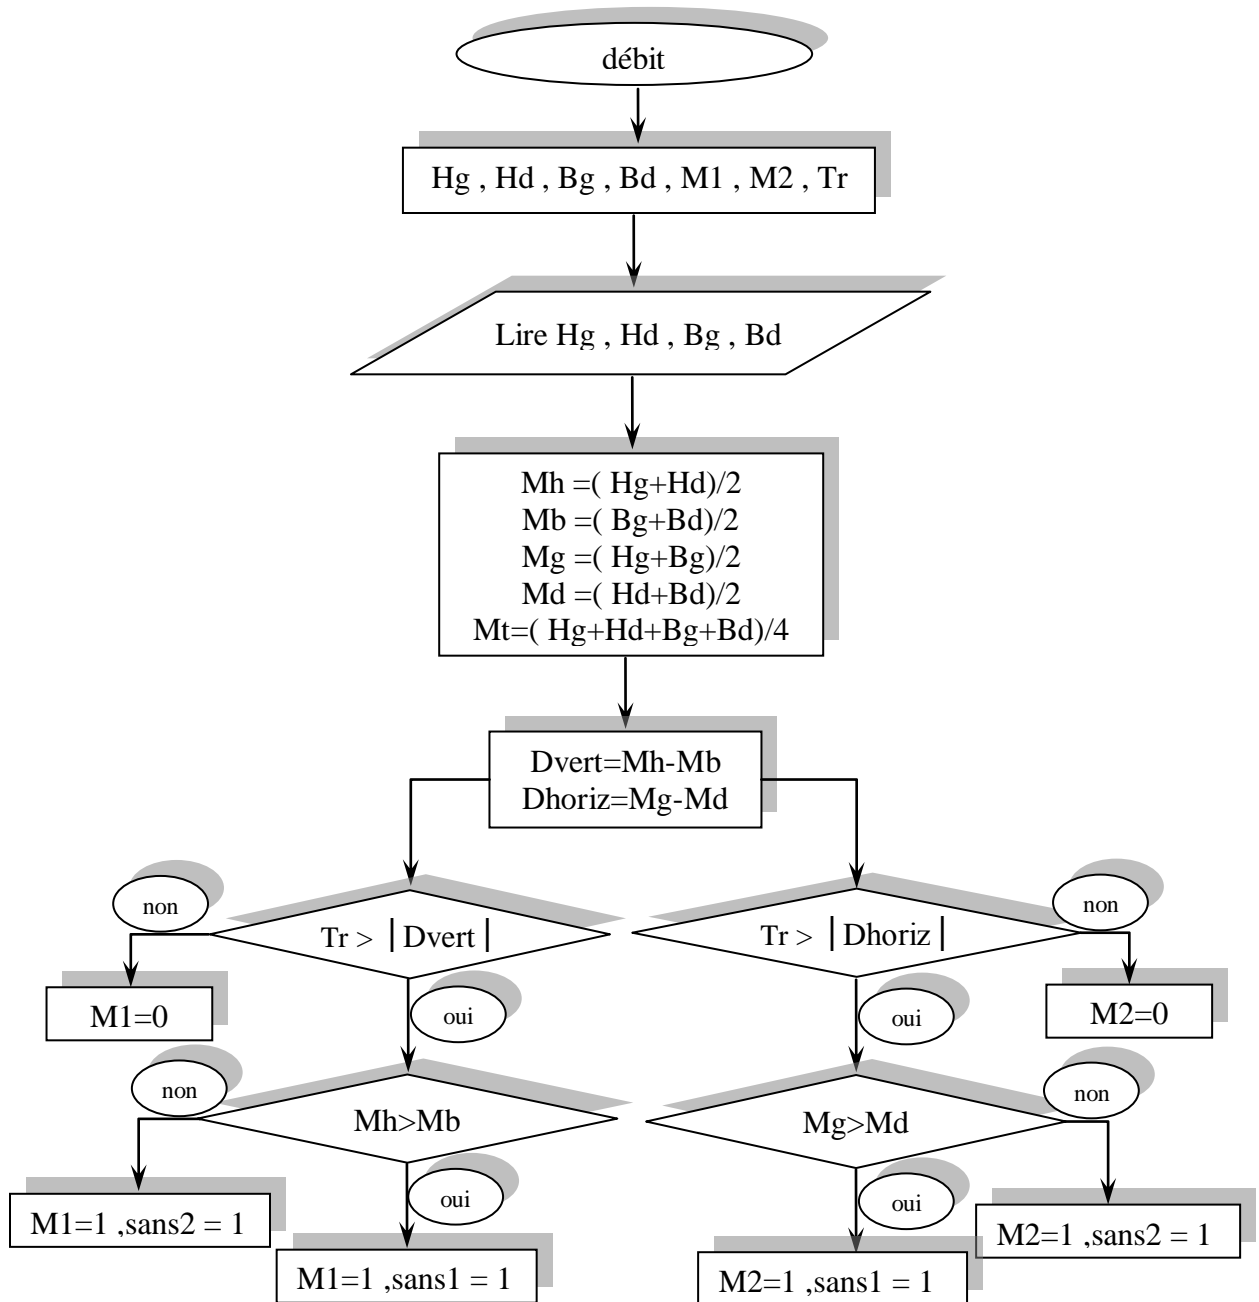 débit
Hg , Hd , Bg , Bd , M1 , M2 , Tr
Lire Hg , Hd , Bg , Bd
Mh =( Hg+Hd)/2
Mb =( Bg+Bd)/2
Mg =( Hg+Bg)/2
Md =( Hd+Bd)/2
Mt=( Hg+Hd+Bg+Bd)/4
Dvert=Mh-Mb
Dhoriz=Mg-Md
non
Tr > |Dvert|
Tr > |Dhoriz|
non
M1=0
oui
oui
M2=0
non
Mh>Mb
Mg>Md
non
oui
oui
M1=1 ,sans2 = 1
M2=1 ,sans2 = 1
M1=1 ,sans1 = 1
M2=1 ,sans1 = 1